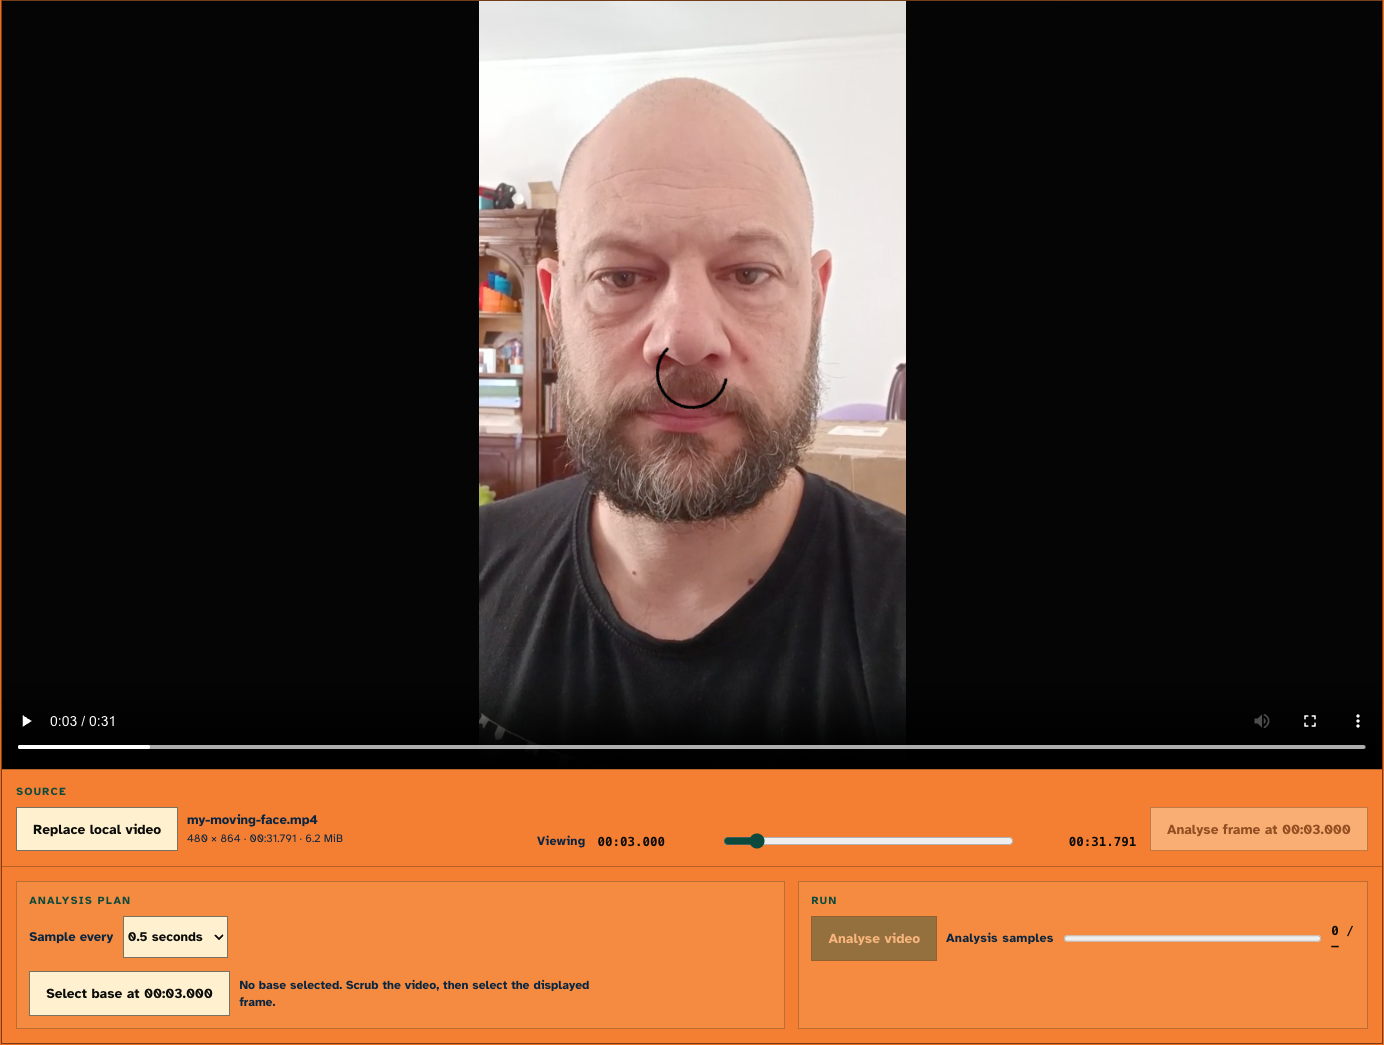 0:03 / 0:31
SOURCE
Replace local video
my-moving-face.mp4
480 × 864 · 00:31.791 · 6.2 MiB
Viewing 00:03.000
00:31.791
Analyse frame at 00:03.000
ANALYSIS PLAN
Sample every 0.5 seconds
Select base at 00:03.000
No base selected. Scrub the video, then select the displayed
frame.
RUN
Analyse video
Analysis samples
0 /
—